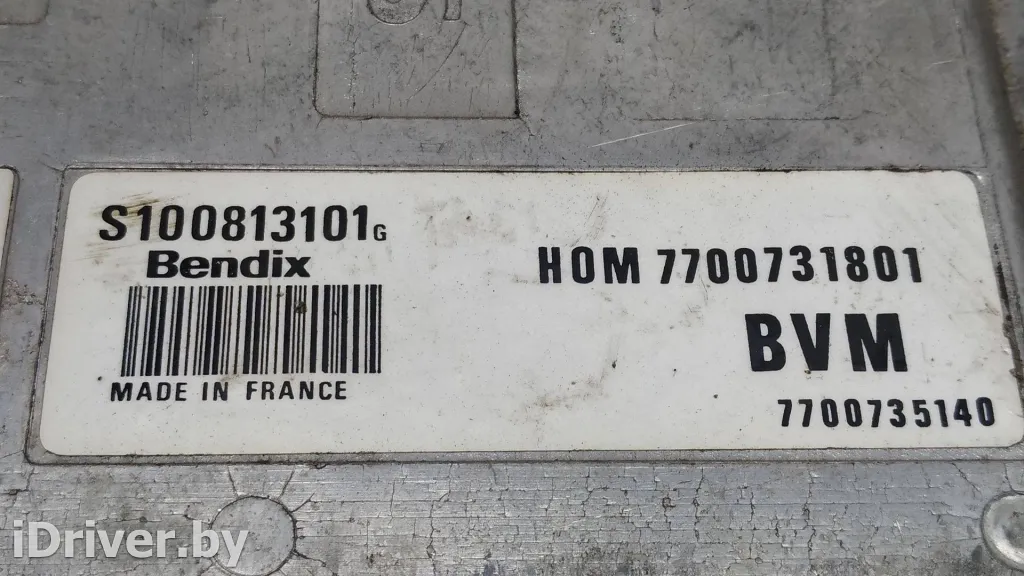 S100813101G
Bendix
MADE IN FRANCE
HOM 7700731801
BVM
7700735140
iDriver.by